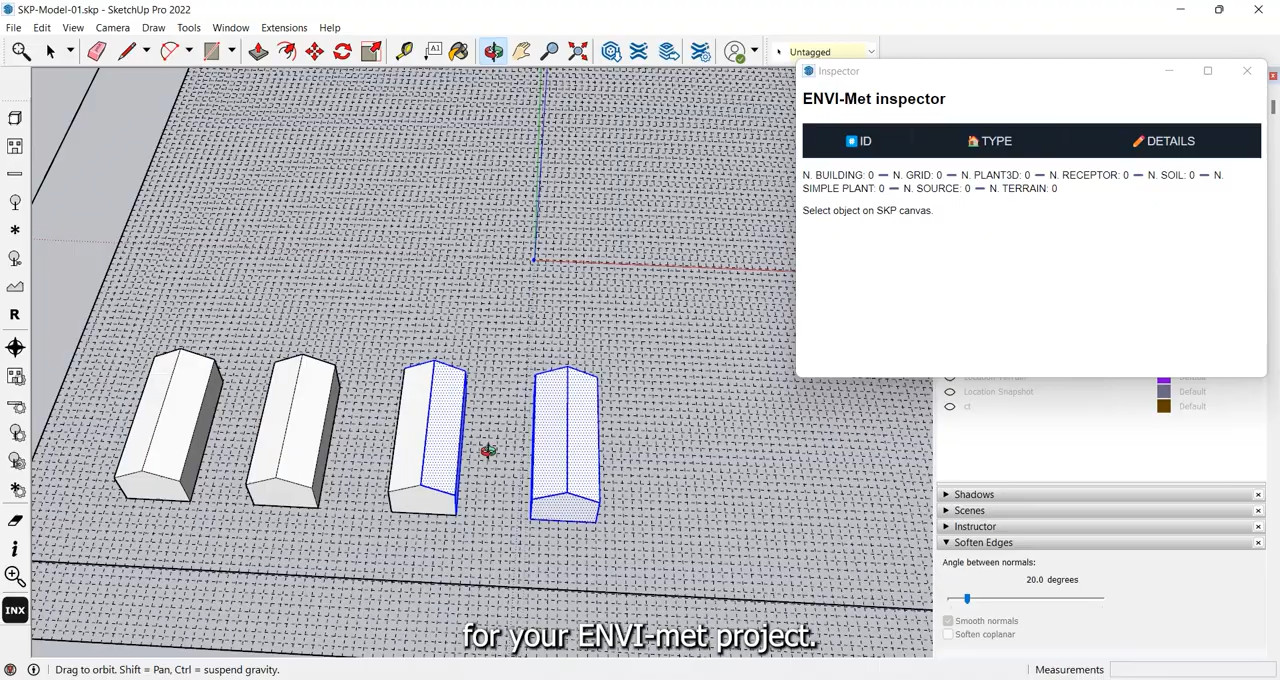 SKP-Model-01.skp - SketchUp Pro 2022
File Edit View Camera Draw Tools Window Extensions Help
A1
Untagged
Inspector
ENVI-Met inspector
# ID TYPE DETAILS
N. BUILDING: 0 — N. GRID: 0 — N. PLANT3D: 0 — N. RECEPTOR: 0 — N. SOIL: 0 — N.
SIMPLE PLANT: 0 — N. SOURCE: 0 — N. TERRAIN: 0
Select object on SKP canvas.
R
Location Terrain Default
Location Snapshot Default
ct Default
Shadows
Scenes
Instructor
Soften Edges
Angle between normals:
20.0 degrees
Smooth normals
Soften coplanar
i
INX
for your ENVI-met project.
Drag to orbit. Shift = Pan, Ctrl = suspend gravity.
Measurements